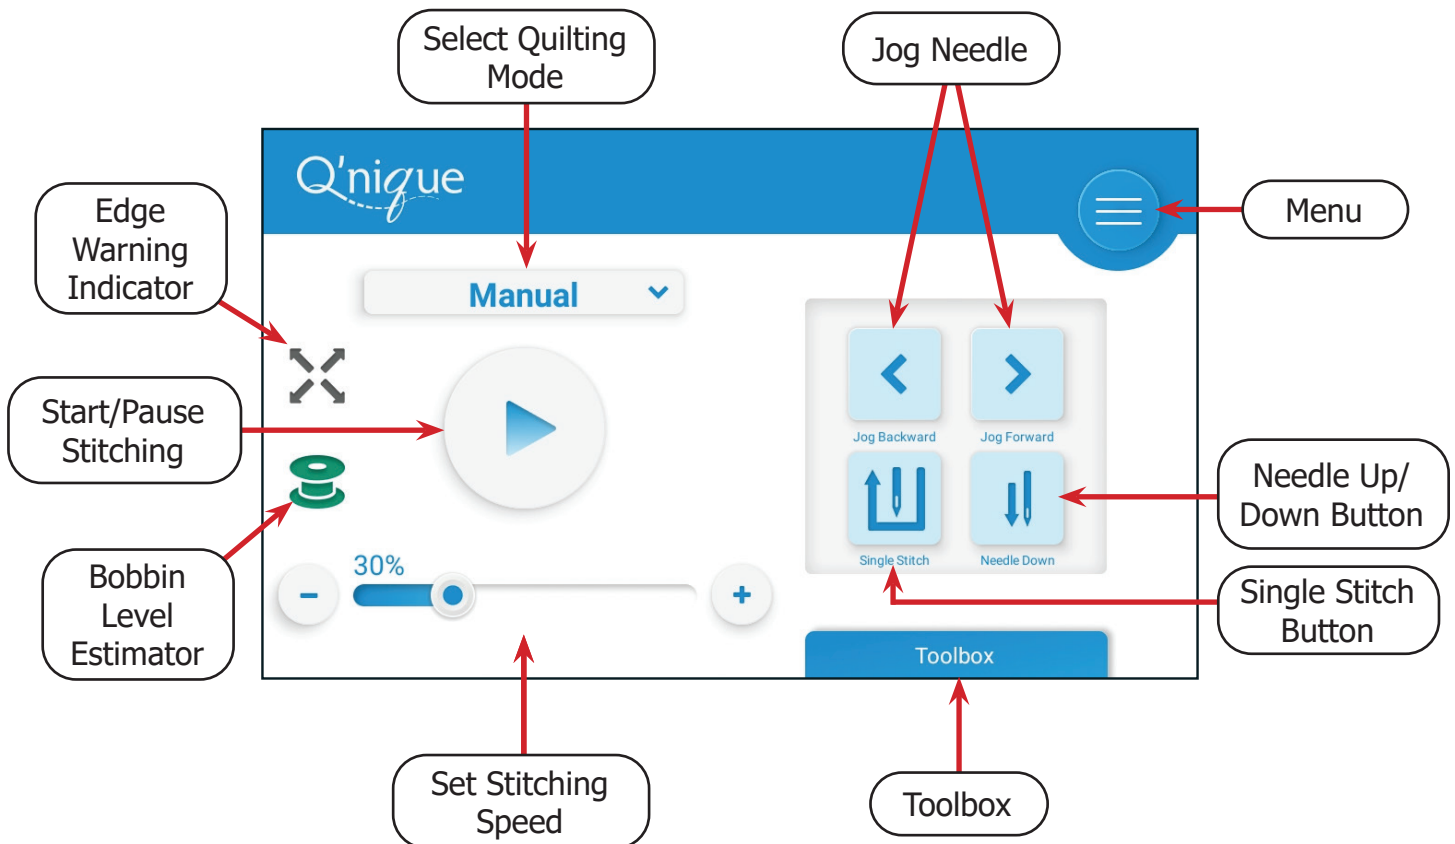 Select Quilting
Mode
Jog Needle
Q'nique
Edge
Warning
Indicator
Menu
Manual
Start/Pause
Stitching
Jog Backward
Jog Forward
Needle Up/
Down Button
Bobbin
Level
Estimator
30%
-
+
Single Stitch
Needle Down
Single Stitch
Button
Toolbox
Set Stitching
Speed
Toolbox